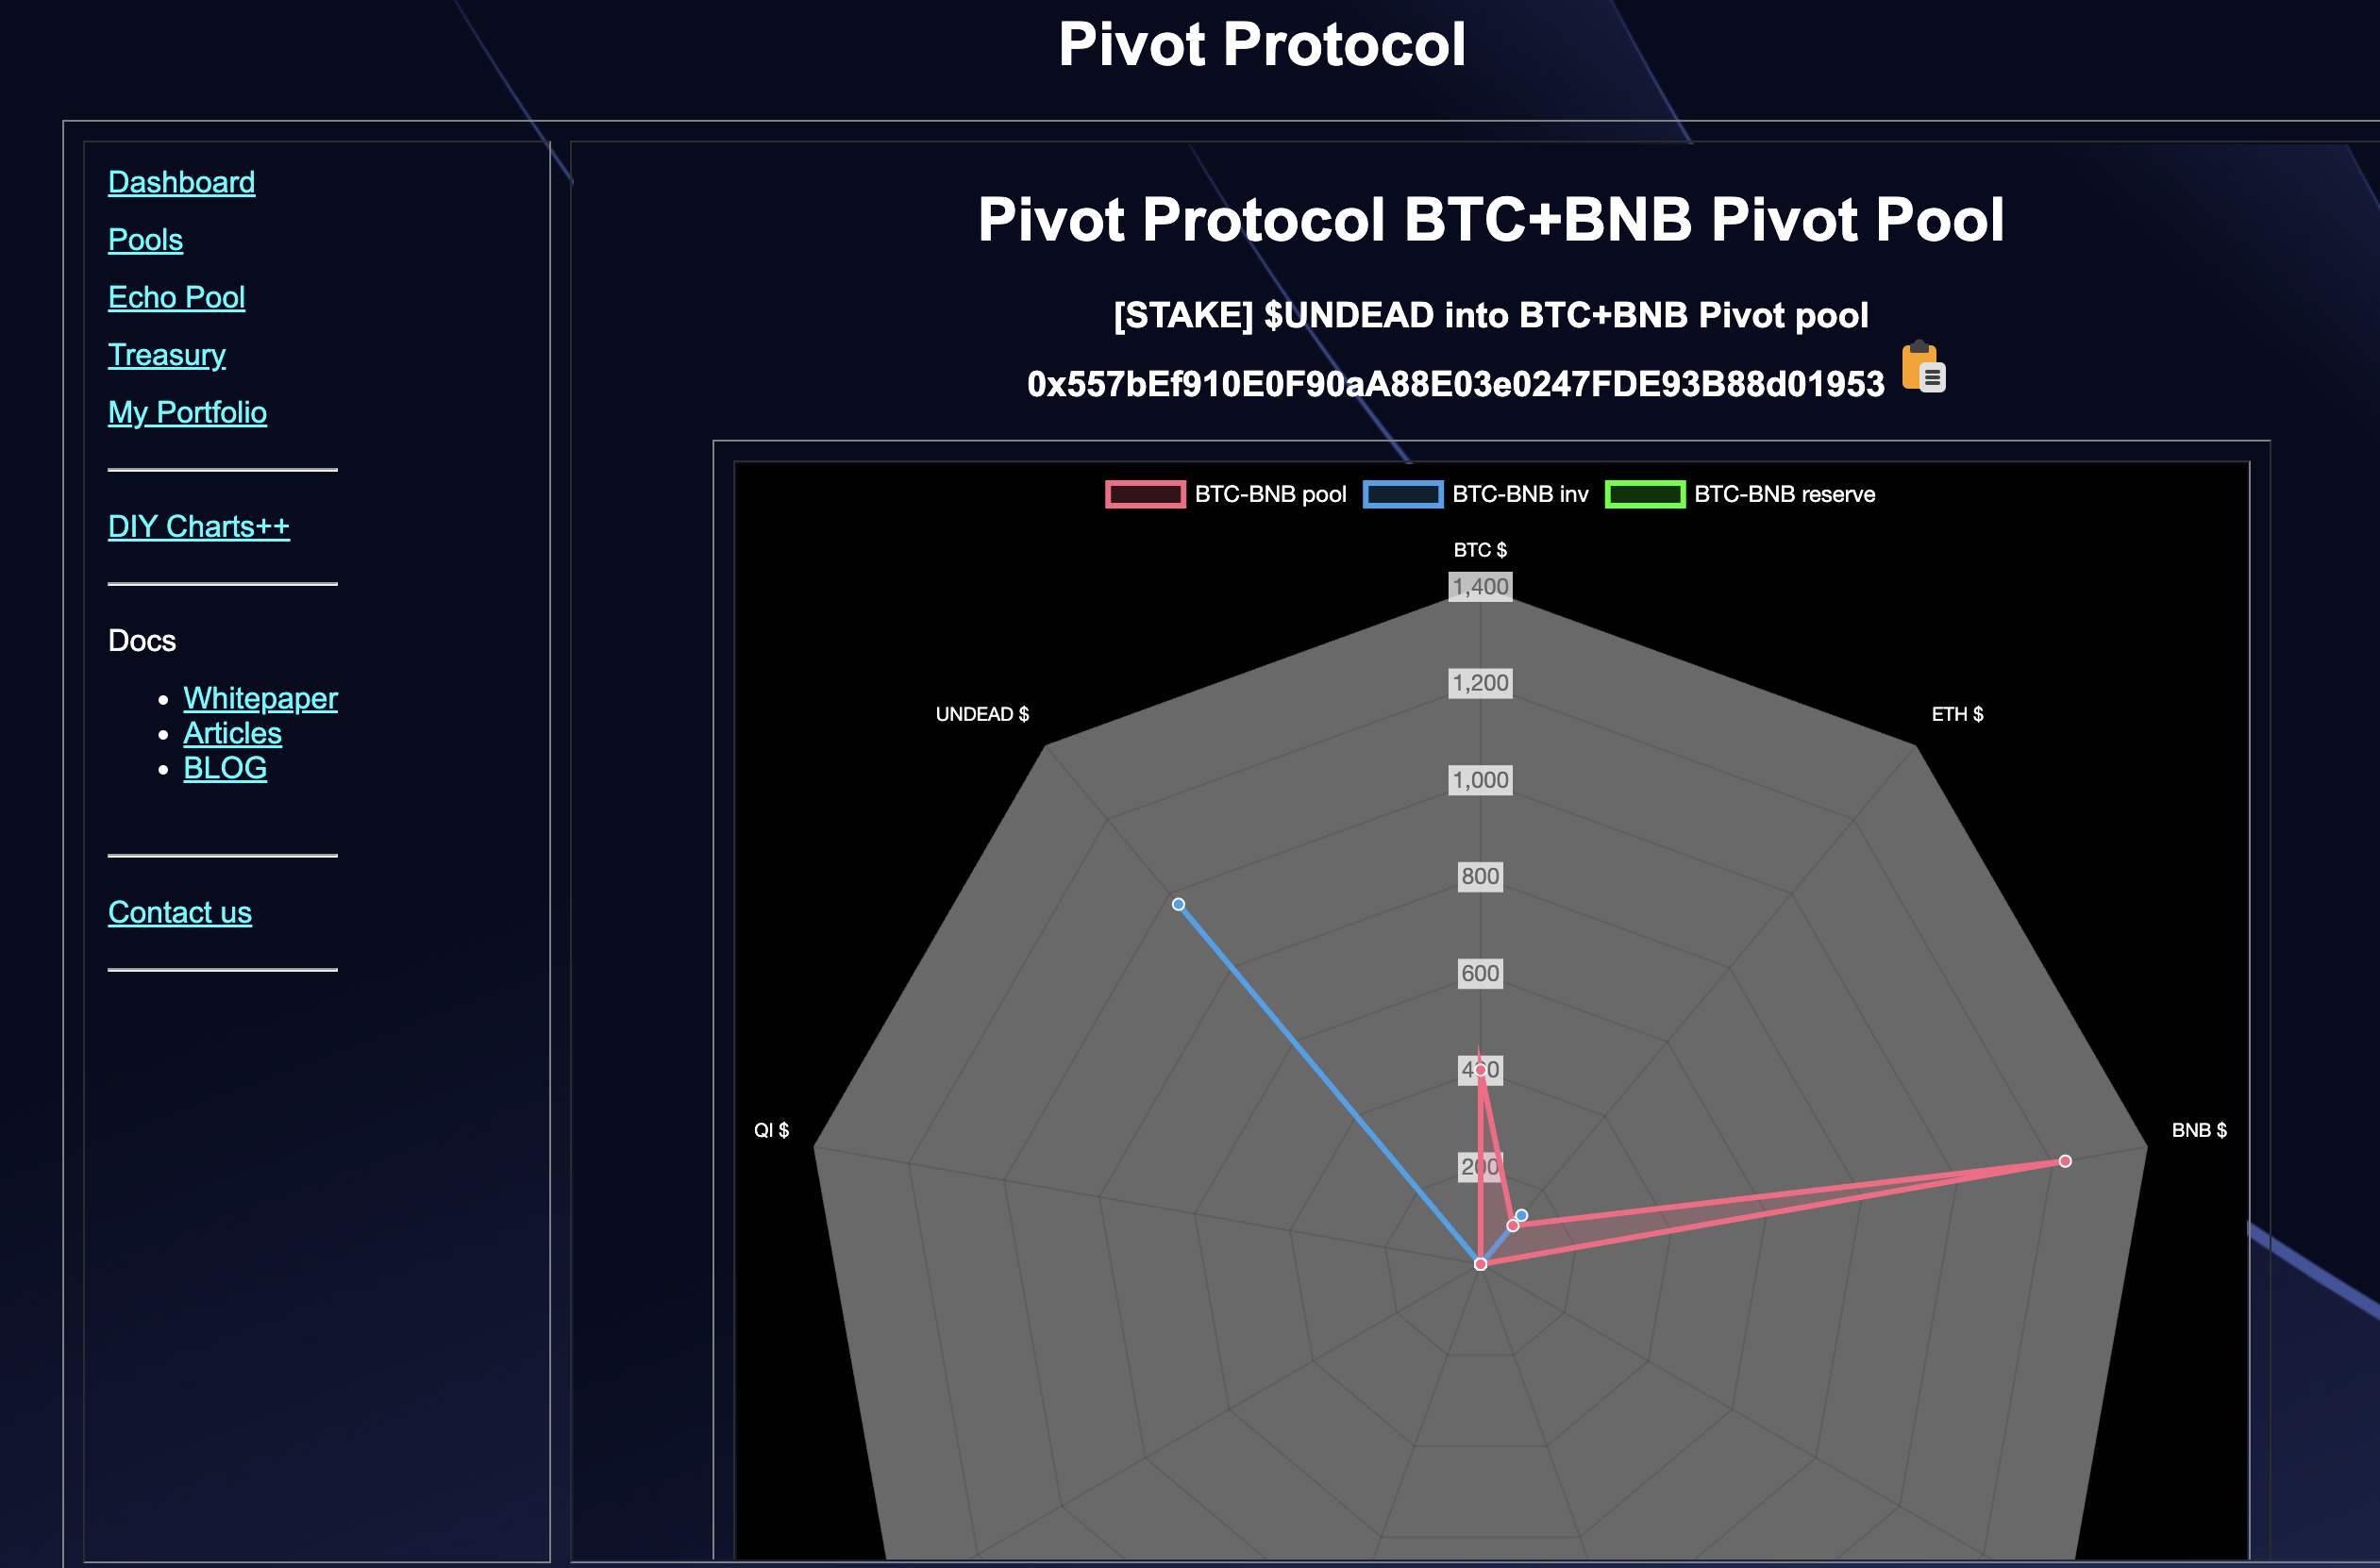 Pivot Protocol
Dashboard
Pools
Echo Pool
Treasury
My Portfolio
DIY Charts++
Docs
Whitepaper
Articles
BLOG
Contact us
Pivot Protocol BTC+BNB Pivot Pool
[STAKE] $UNDEAD into BTC+BNB Pivot pool
0x557bEf910E0F90aA88E03e0247FDE93B88d01953
BTC-BNB pool BTC-BNB inv BTC-BNB reserve
BTC $
1,400
1,200
UNDEAD $ ETH $
1,000
800
600
400
QI $ BNB $
200